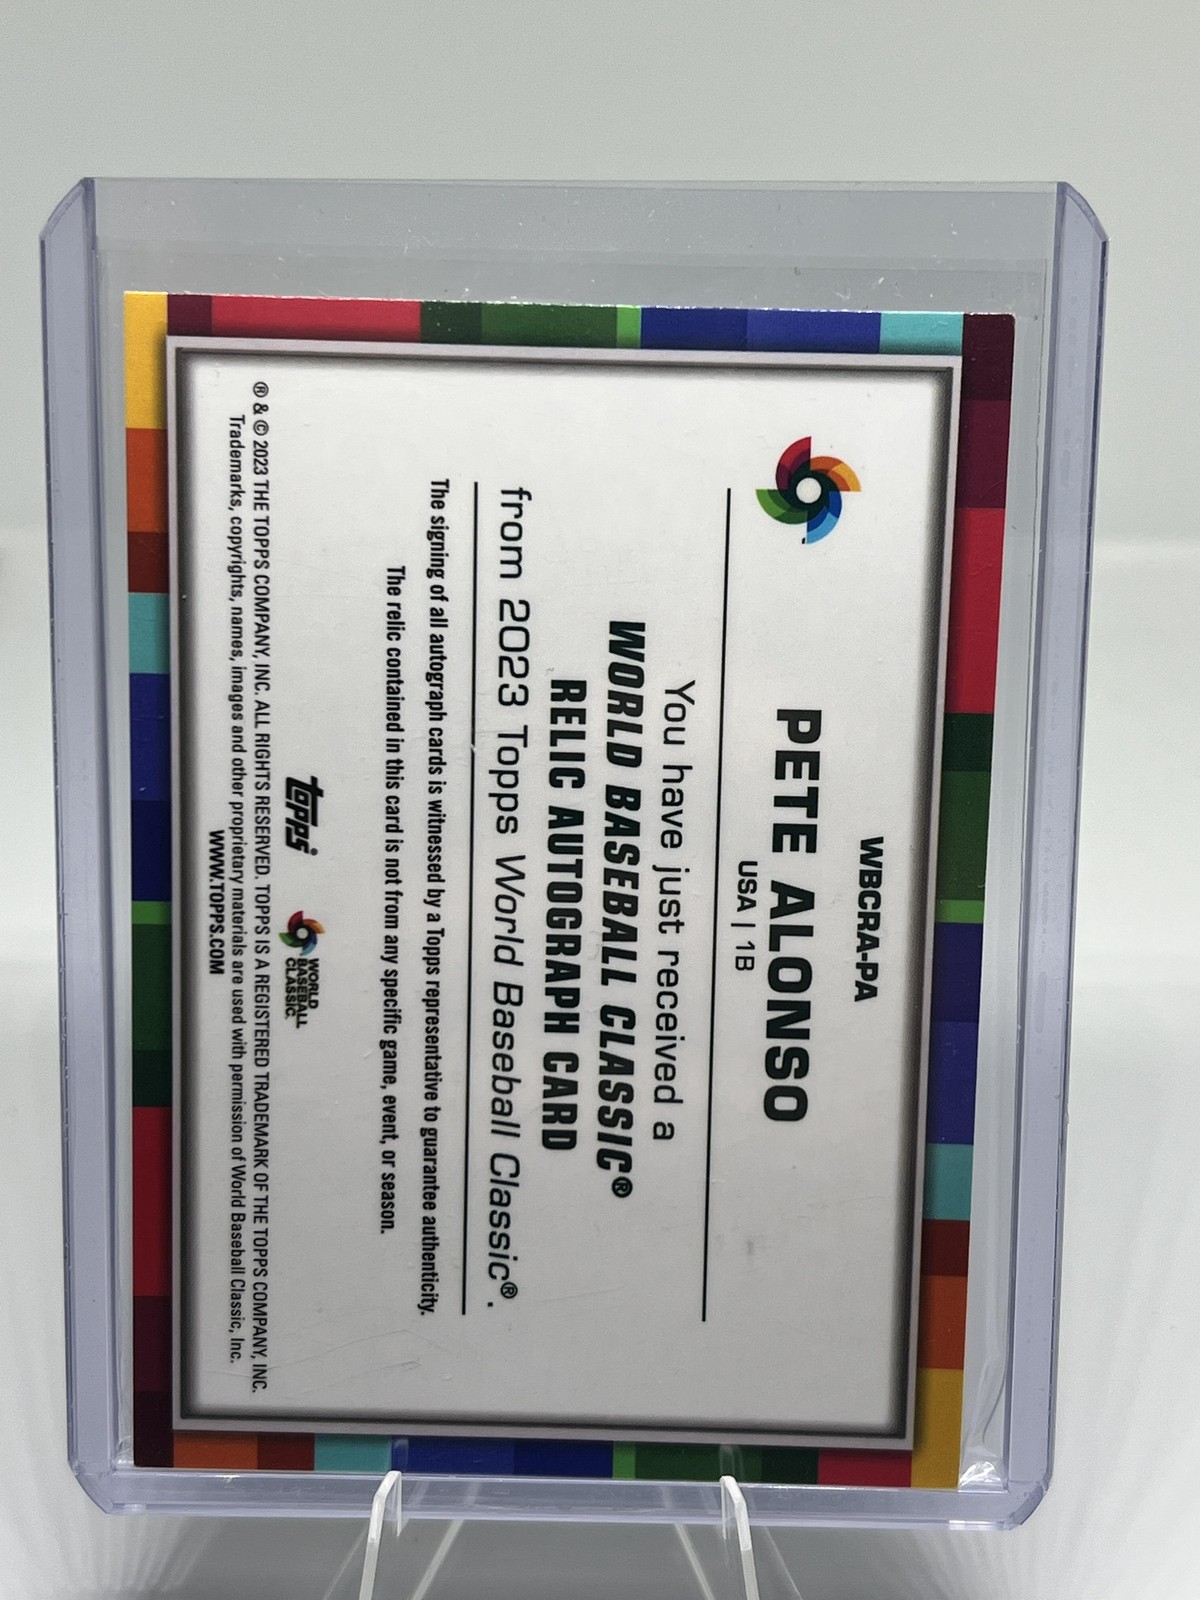 WBCRA-PA
PETE ALONSO
USA | 1B
You have just received a
WORLD BASEBALL CLASSIC®
RELIC AUTOGRAPH CARD
from 2023 Topps World Baseball Classic®.
The signing of all autograph cards is witnessed by a Topps representative to guarantee authenticity.
The relic contained in this card is not from any specific game, event, or season.
topps
WORLD
BASEBALL
CLASSIC.
® & © 2023 THE TOPPS COMPANY, INC. ALL RIGHTS RESERVED. TOPPS IS A REGISTERED TRADEMARK OF THE TOPPS COMPANY, INC.
Trademarks, copyrights, names, images and other proprietary materials are used with permission of World Baseball Classic, Inc.
WWW.TOPPS.COM